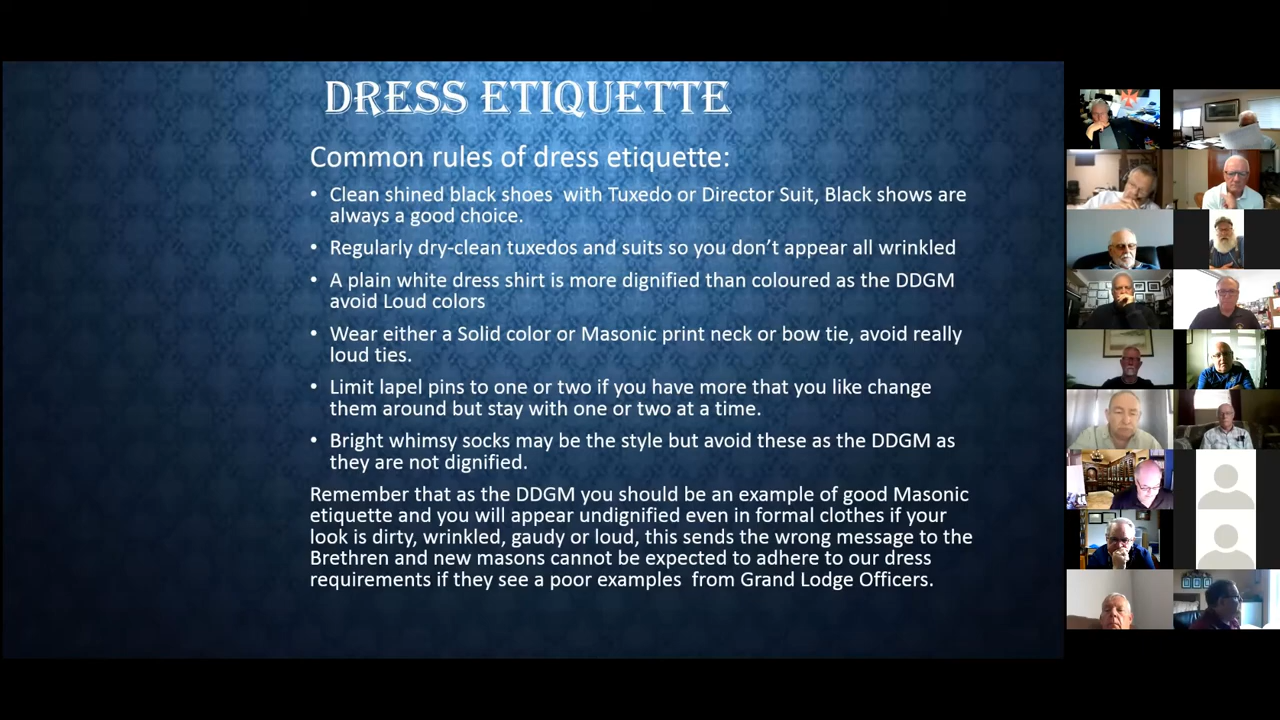 DRESS ETIQUETTE
Common rules of dress etiquette:
• Clean shined black shoes  with Tuxedo or Director Suit, Black shows are
always a good choice.
• Regularly dry-clean tuxedos and suits so you don't appear all wrinkled
• A plain white dress shirt is more dignified than coloured as the DDGM
avoid Loud colors
• Wear either a Solid color or Masonic print neck or bow tie, avoid really
loud ties.
• Limit lapel pins to one or two if you have more that you like change
them around but stay with one or two at a time.
• Bright whimsy socks may be the style but avoid these as the DDGM as
they are not dignified.
Remember that as the DDGM you should be an example of good Masonic
etiquette and you will appear undignified even in formal clothes if your
look is dirty, wrinkled, gaudy or loud, this sends the wrong message to the
Brethren and new masons cannot be expected to adhere to our dress
requirements if they see a poor examples  from Grand Lodge Officers.